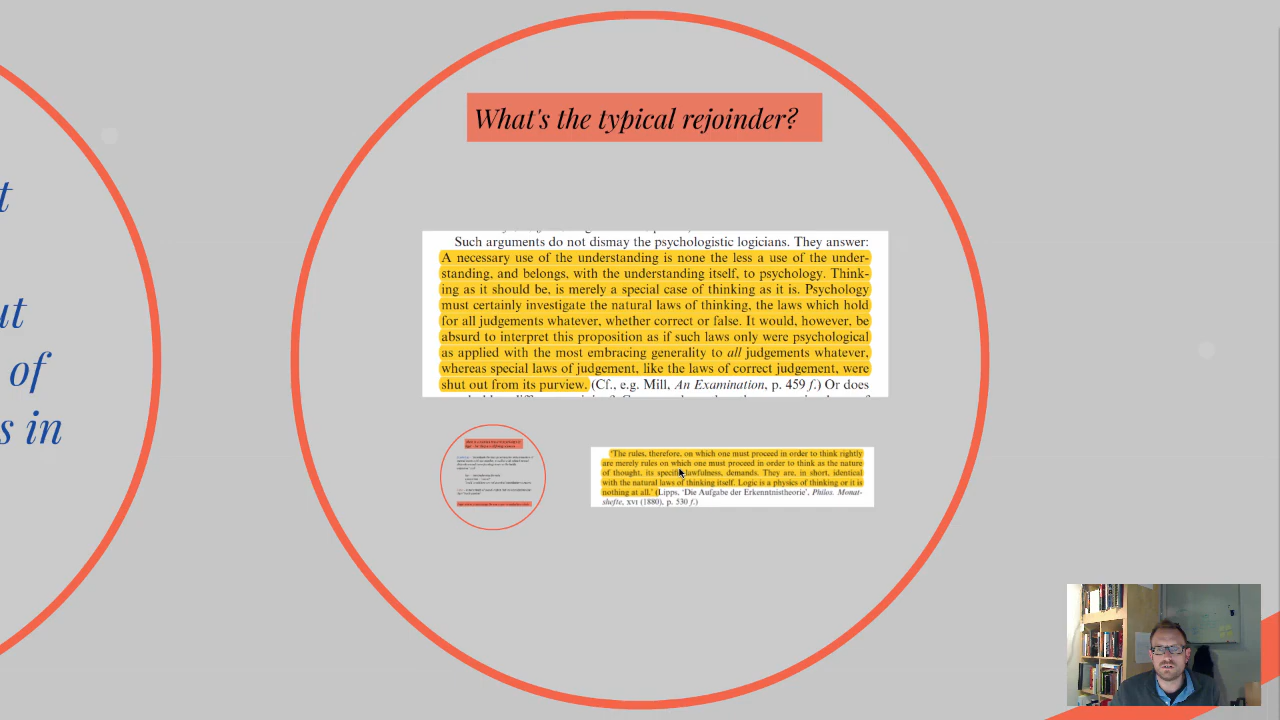 What's the typical rejoinder?
t
ut
of
s in
Such arguments do not dismay the psychologistic logicians. They answer:
A necessary use of the understanding is none the less a use of the under-
standing, and belongs, with the understanding itself, to psychology. Think-
ing as it should be, is merely a special case of thinking as it is. Psychology
must certainly investigate the natural laws of thinking, the laws which hold
for all judgements whatever, whether correct or false. It would, however, be
absurd to interpret this proposition as if such laws only were psychological
as applied with the most embracing generality to all judgements whatever,
whereas special laws of judgement, like the laws of correct judgement, were
shut out from its purview. (Cf., e.g. Mill, An Examination, p. 459 f.) Or does
'The rules, therefore, on which one must proceed in order to think rightly
are merely rules on which one must proceed in order to think as the nature
of thought, its specific lawfulness, demands. They are, in short, identical
with the natural laws of thinking itself. Logic is a physics of thinking or it is
nothing at all.' (Lipps, 'Die Aufgabe der Erkenntnistheorie', Philos. Monat-
shefte, XVI (1880), p. 530 f.)